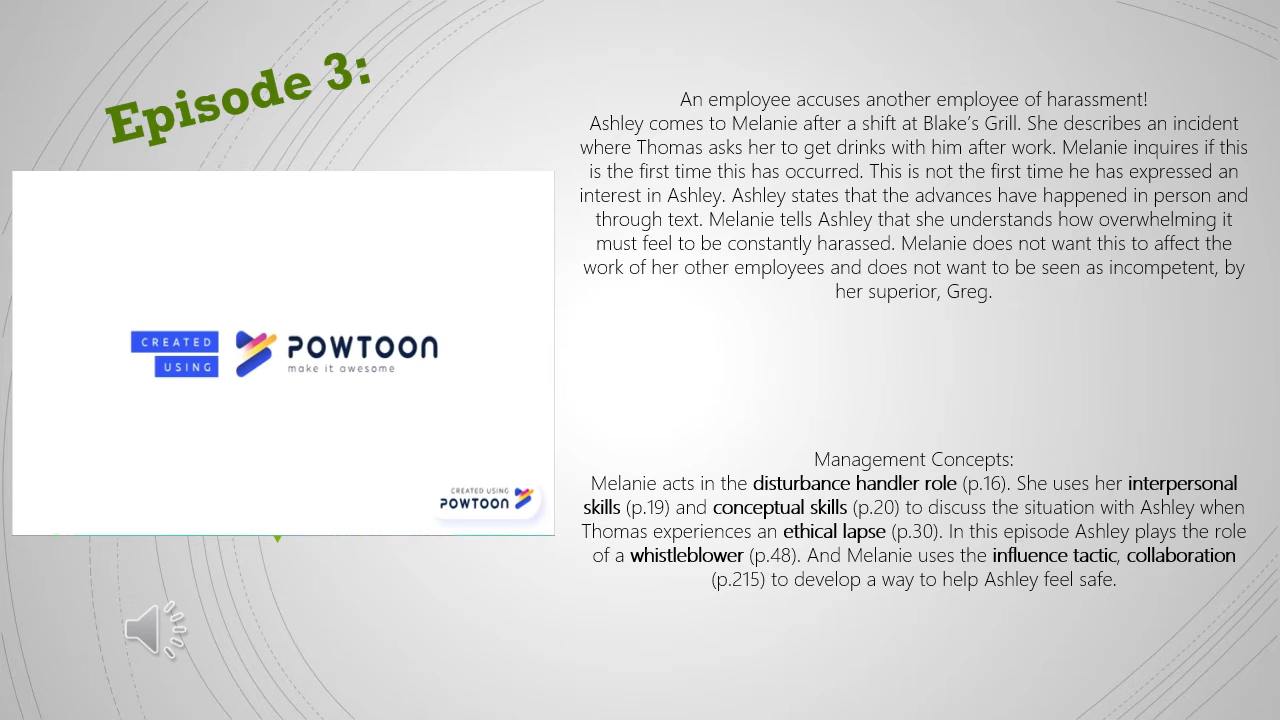 Episode 3:
CREATED
USING
POWTOON
make it awesome
CREATED USING
POWTOON
An employee accuses another employee of harassment!
Ashley comes to Melanie after a shift at Blake’s Grill. She describes an incident
where Thomas asks her to get drinks with him after work. Melanie inquires if this
is the first time this has occurred. This is not the first time he has expressed an
interest in Ashley. Ashley states that the advances have happened in person and
through text. Melanie tells Ashley that she understands how overwhelming it
must feel to be constantly harassed. Melanie does not want this to affect the
work of her other employees and does not want to be seen as incompetent, by
her superior, Greg.
Management Concepts:
Melanie acts in the disturbance handler role (p.16). She uses her interpersonal
skills (p.19) and conceptual skills (p.20) to discuss the situation with Ashley when
Thomas experiences an ethical lapse (p.30). In this episode Ashley plays the role
of a whistleblower (p.48). And Melanie uses the influence tactic, collaboration
(p.215) to develop a way to help Ashley feel safe.